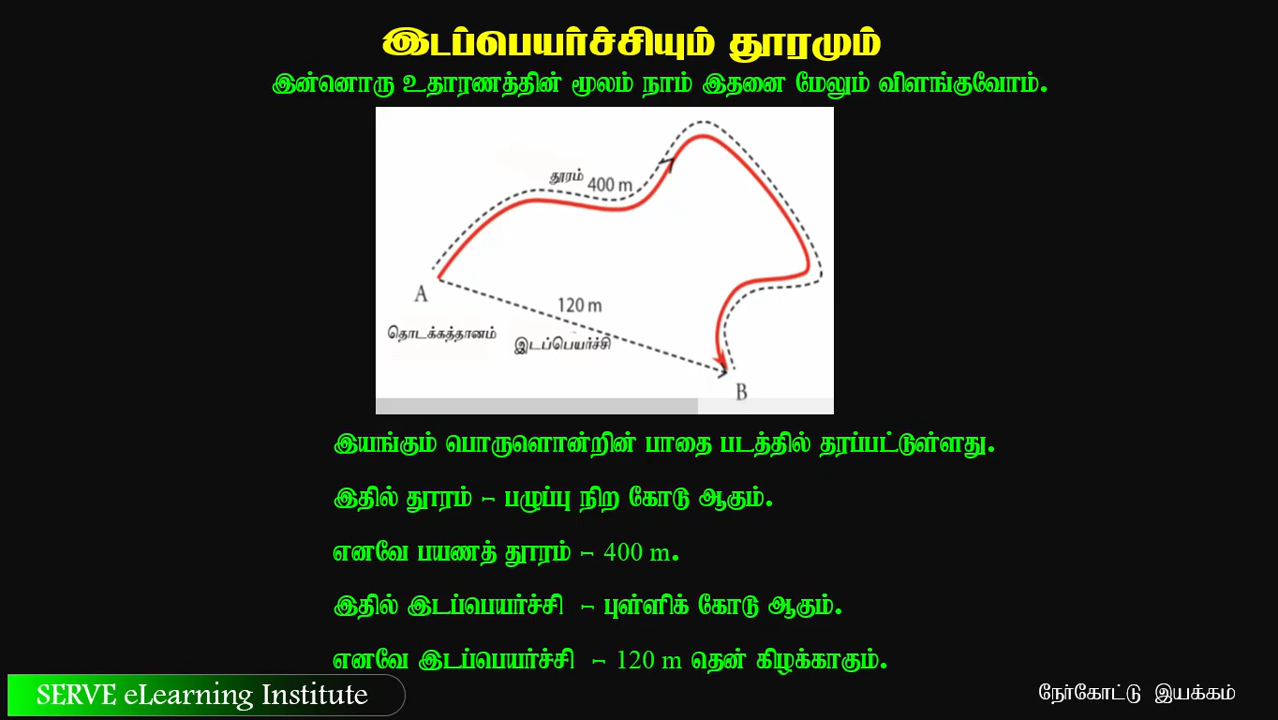 இடப்பெயர்ச்சியும் தூரமும்
இன்னொரு உதாரணத்தின் மூலம் நாம் இதனை மேலும் விளங்குவோம்.
தூரம் 400 m
A
120 m
தொடக்கத்தானம்
இடப்பெயர்ச்சி
B
இயங்கும் பொருளொன்றின் பாதை படத்தில் தரப்பட்டுள்ளது.
இதில் தூரம் – பழுப்பு நிற கோடு ஆகும்.
எனவே பயணத் தூரம் – 400 m.
இதில் இடப்பெயர்ச்சி – புள்ளிக் கோடு ஆகும்.
எனவே இடப்பெயர்ச்சி – 120 m தென் கிழக்காகும்.
SERVE eLearning Institute
நேர்கோட்டு இயக்கம்